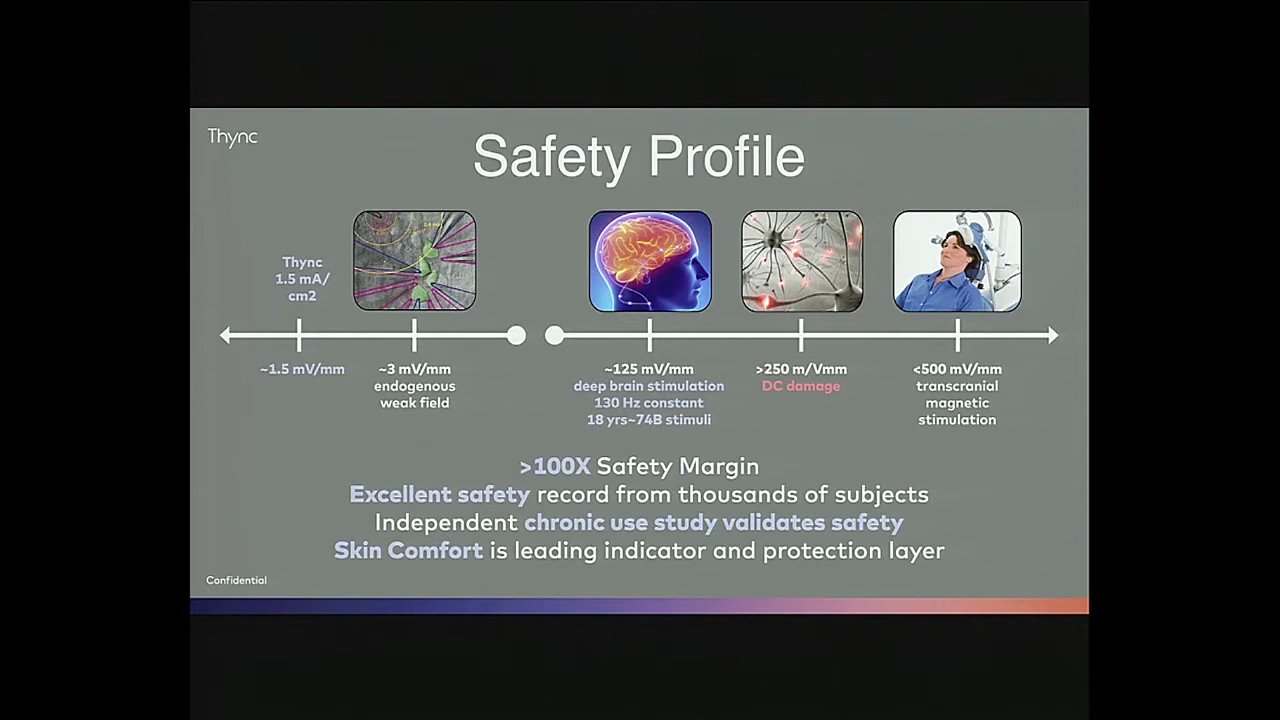 Thync
Safety Profile
Thync
1.5 mA/
cm2
~1.5 mV/mm
~3 mV/mm
endogenous
weak field
~125 mV/mm
deep brain stimulation
130 Hz constant
18 yrs~74B stimuli
>250 m/Vmm
DC damage
<500 mV/mm
transcranial
magnetic
stimulation
>100X Safety Margin
Excellent safety record from thousands of subjects
Independent chronic use study validates safety
Skin Comfort is leading indicator and protection layer
Confidential